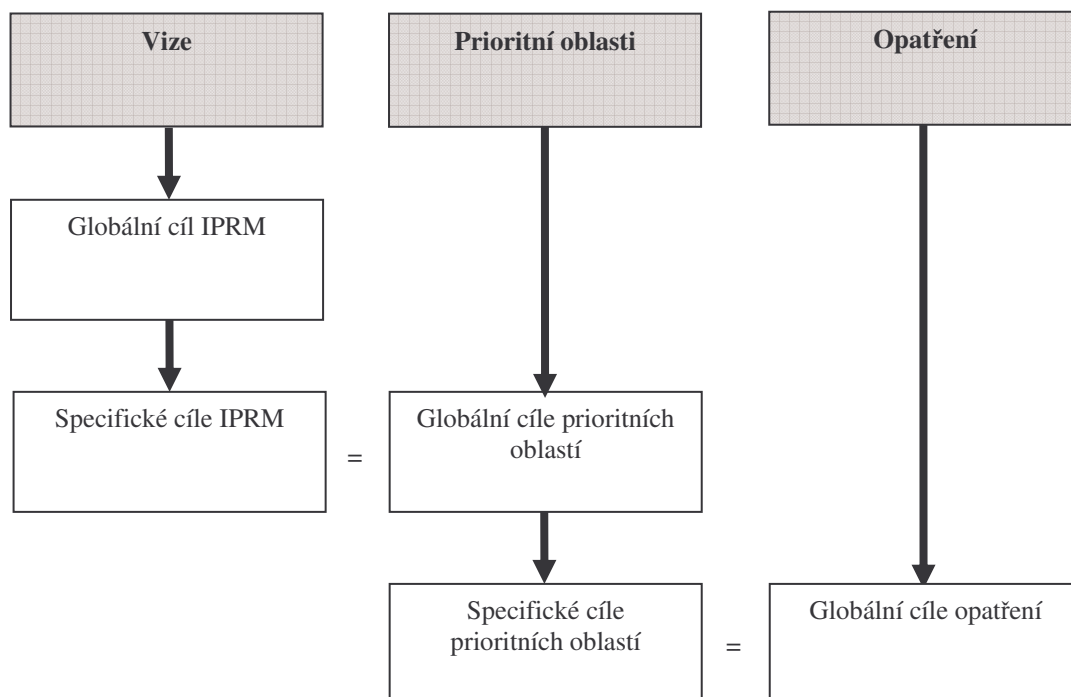 Vize
Prioritní oblasti
Opatření
Globální cíl IPRM
Specifické cíle IPRM
=
Globální cíle prioritních
oblastí
Specifické cíle
prioritních oblastí
=
Globální cíle opatření